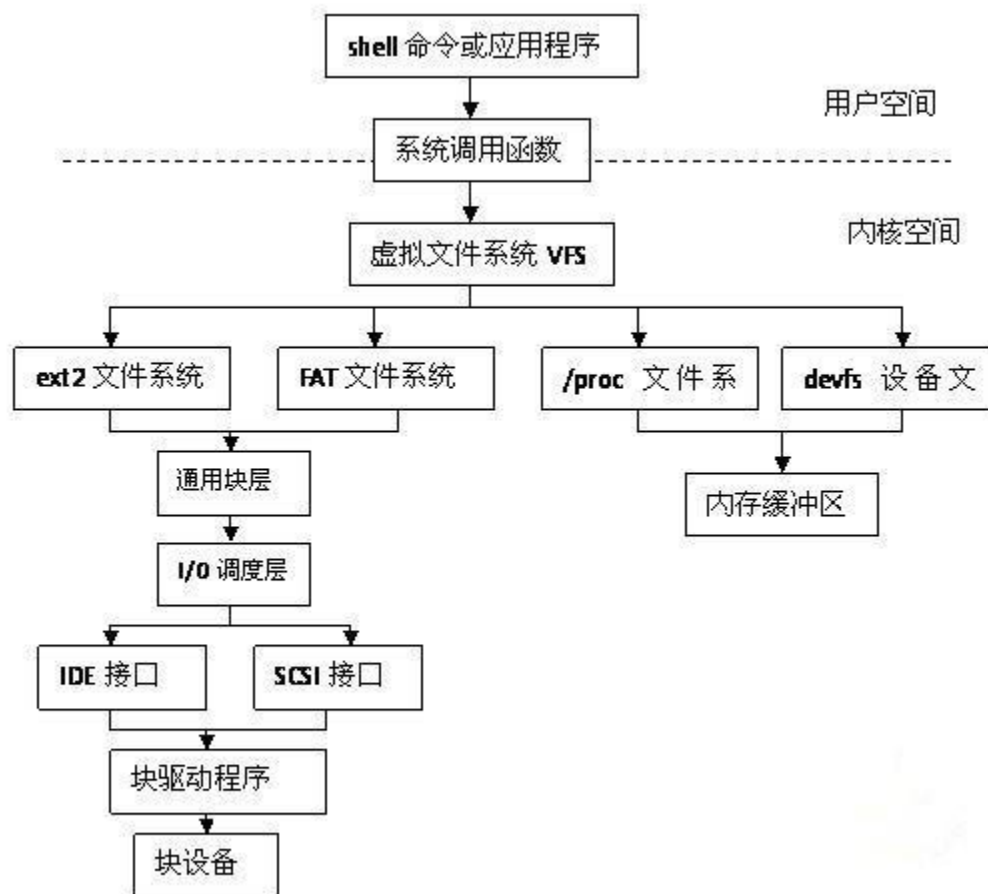 shell 命令或应用程序
用户空间
系统调用函数
内核空间
虚拟文件系统 VFS
ext2 文件系统
FAT 文件系统
/proc 文件系
devfs 设备文
通用块层
内存缓冲区
I/O 调度层
IDE 接口
SCSI 接口
块驱动程序
块设备